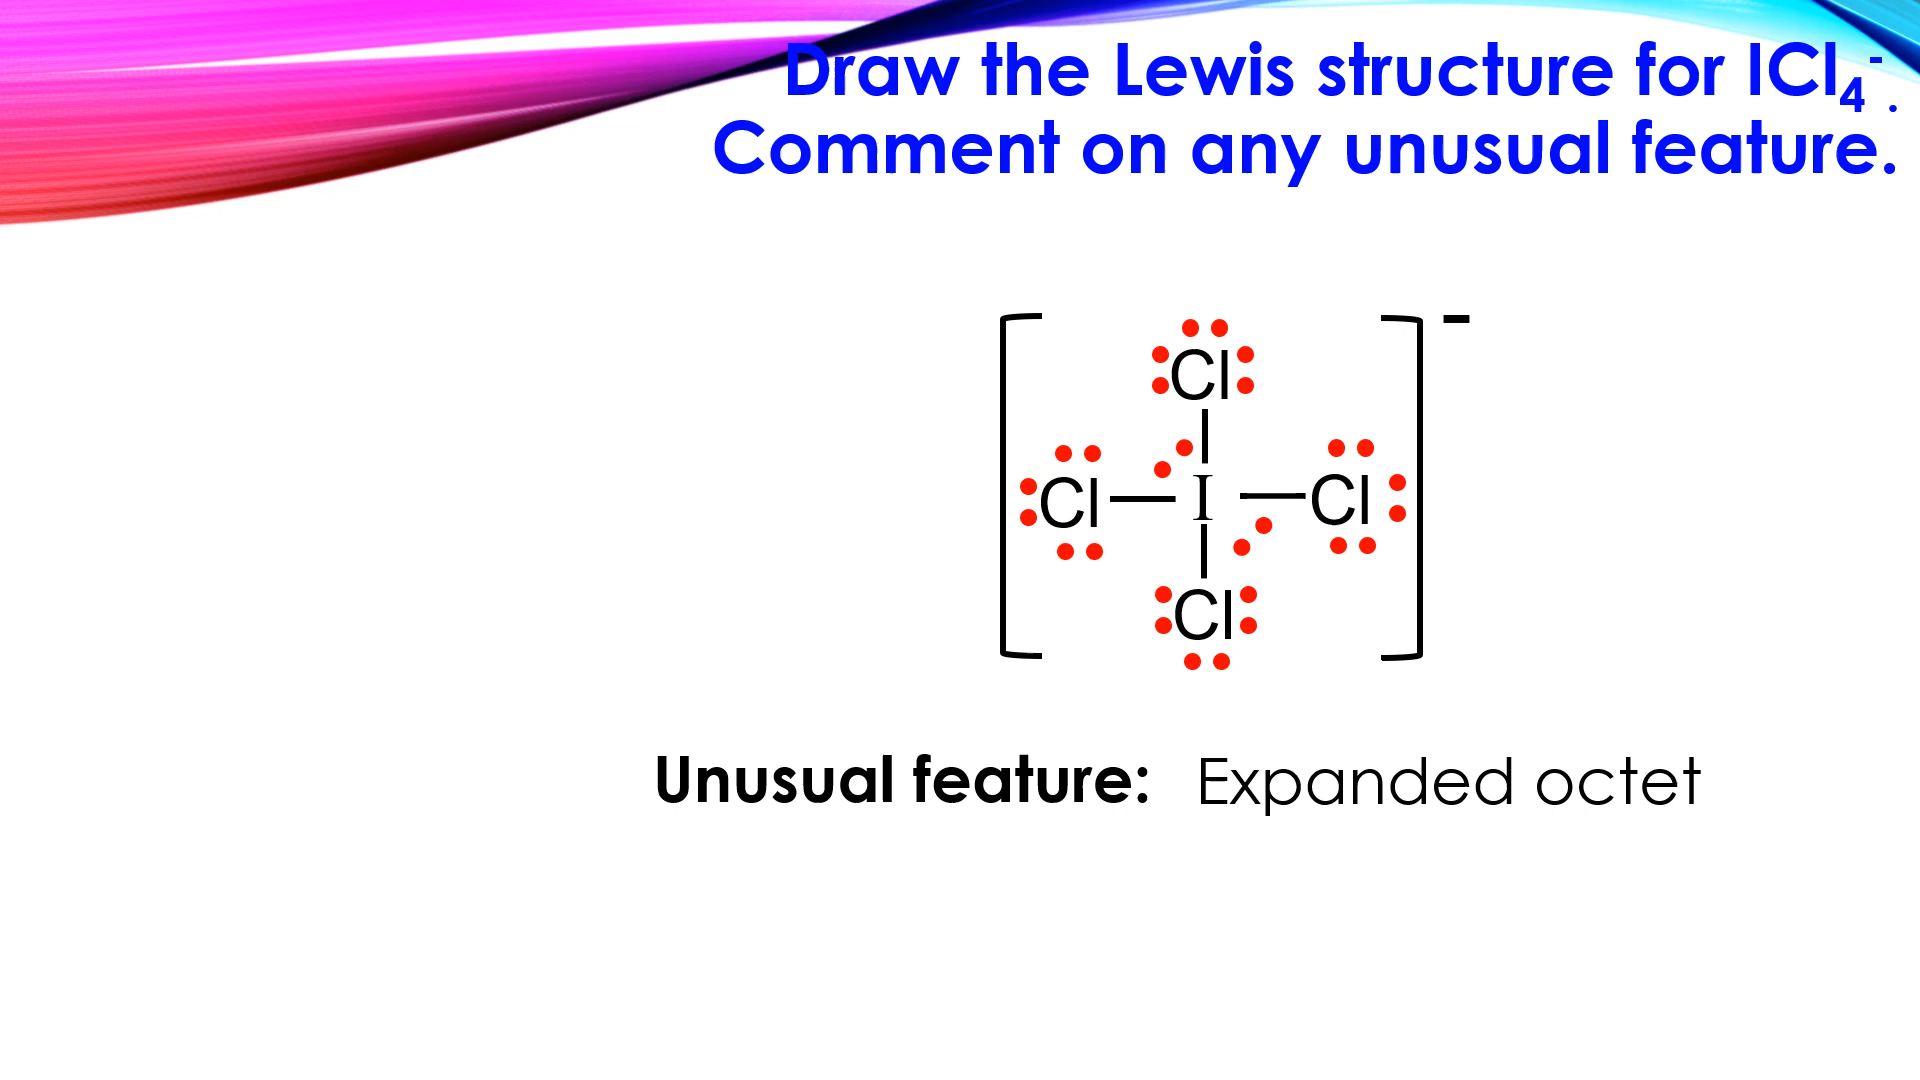 Draw the Lewis structure for ICl4-.
Comment on any unusual feature.
-
Cl
Cl I Cl
Cl
Unusual feature: Expanded octet